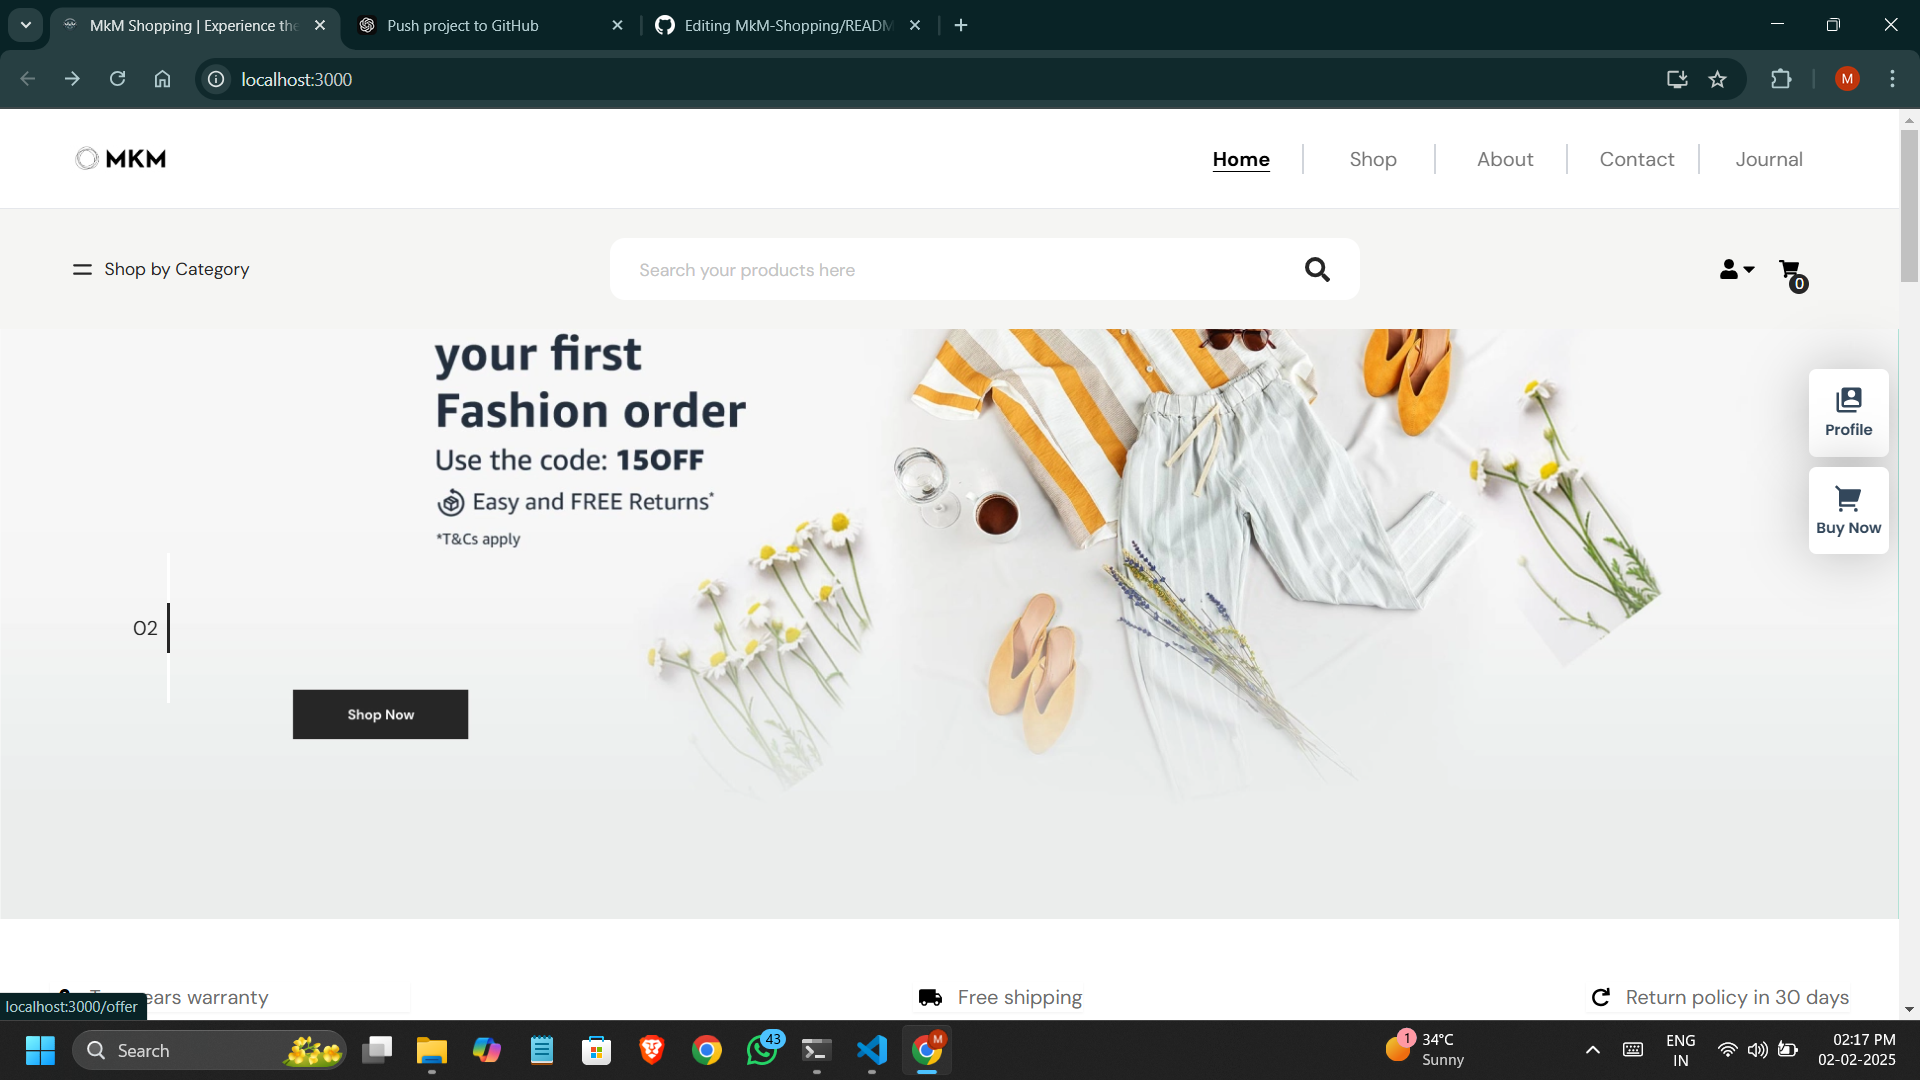 MkM Shopping | Experience the
Push project to GitHub
Editing MkM-Shopping/READM
localhost:3000
M
MKM
Home
Shop
About
Contact
Journal
Shop by Category
Search your products here
0
your first
Fashion order
Use the code: 15OFF
Easy and FREE Returns*
*T&Cs apply
Profile
Buy Now
02
Shop Now
ears warranty
Free shipping
Return policy in 30 days
localhost:3000/offer
Search
43
M
1
34°C
Sunny
ENG
IN
02:17 PM
02-02-2025